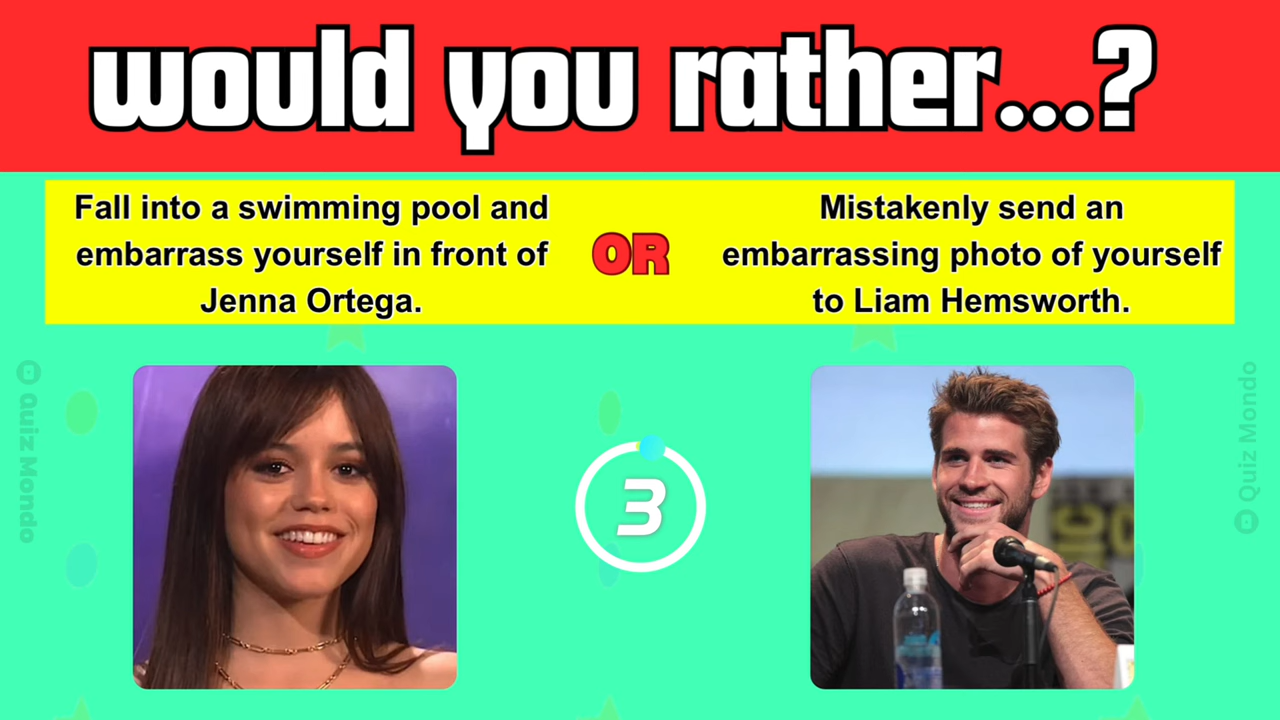 would you rather...?
Fall into a swimming pool and
embarrass yourself in front of
Jenna Ortega.
OR
Mistakenly send an
embarrassing photo of yourself
to Liam Hemsworth.
3
Quiz Mondo
Quiz Mondo